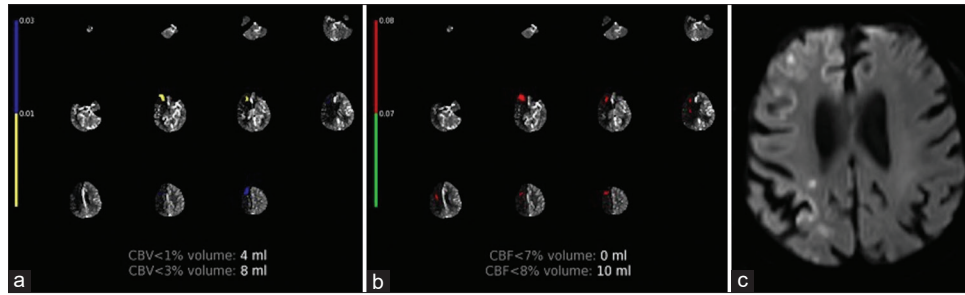 0.03
0.01
CBV<1% volume: 4 ml
CBV<3% volume: 8 ml
a
0.08
0.07
CBF<7% volume: 0 ml
CBF<8% volume: 10 ml
b
c